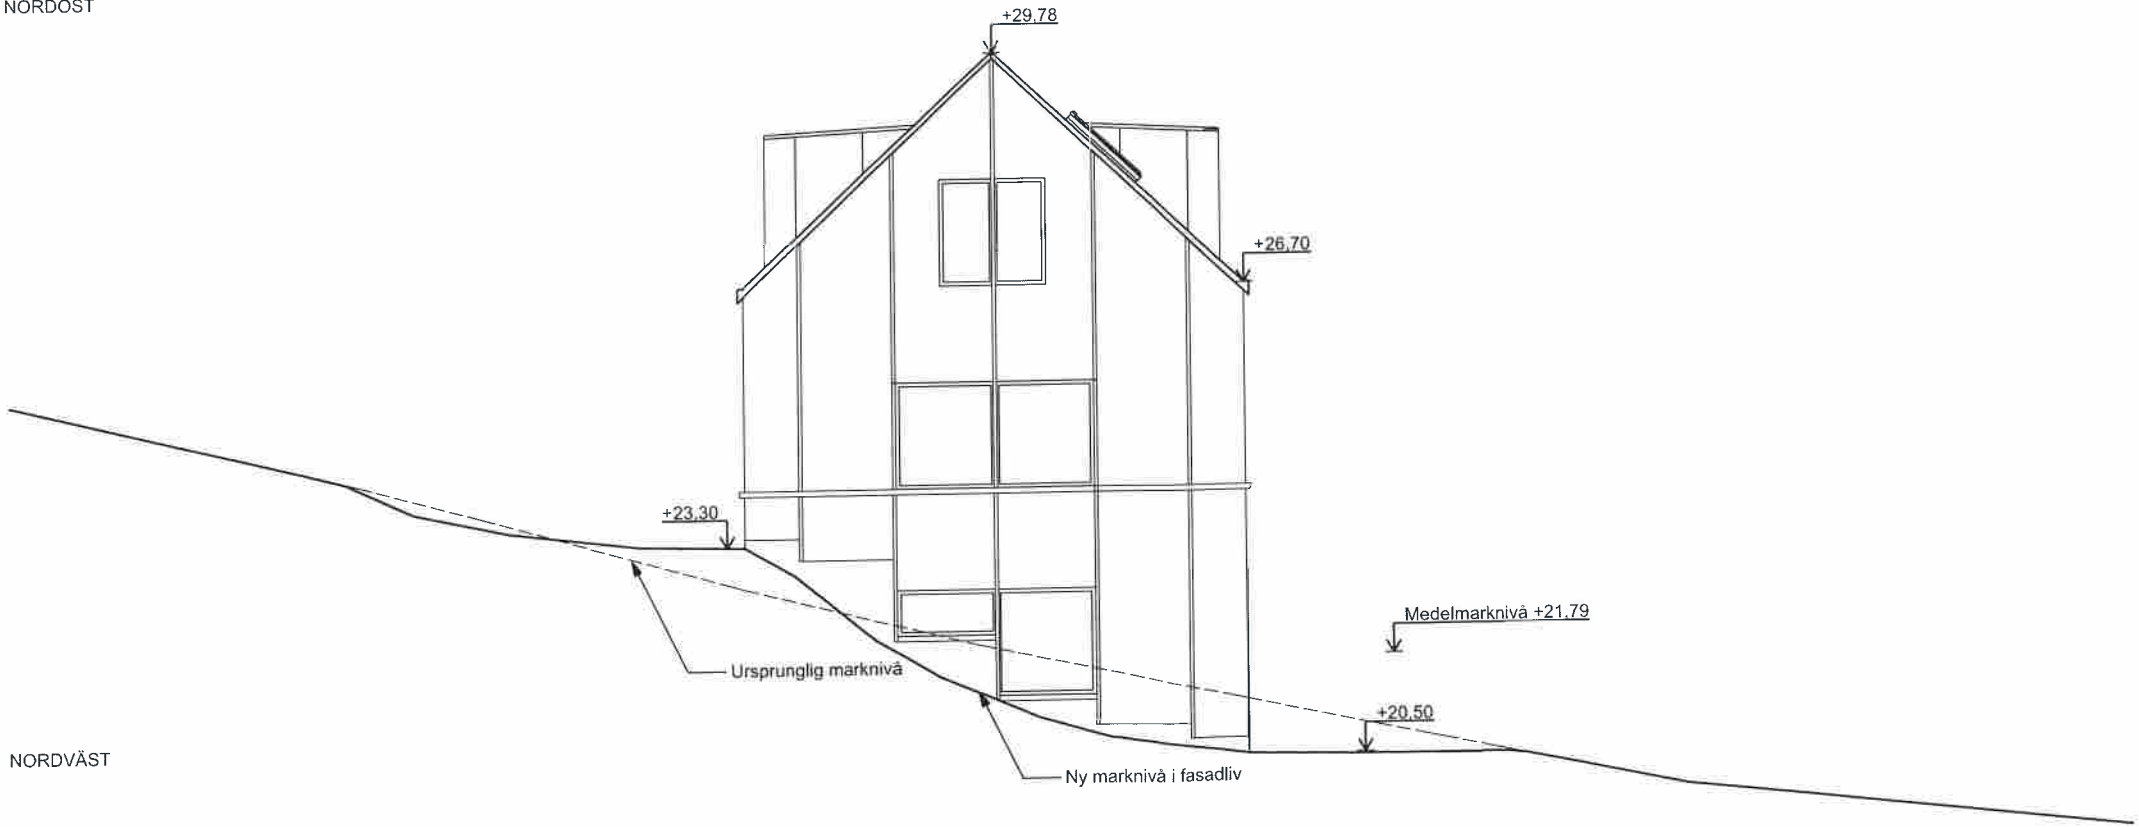 NORDOST
+29,78
+26,70
+23,30
Medelmarknivå +21,79
Ursprunglig marknivå
+20,50
NORDVÄST
Ny marknivå i fasadliv